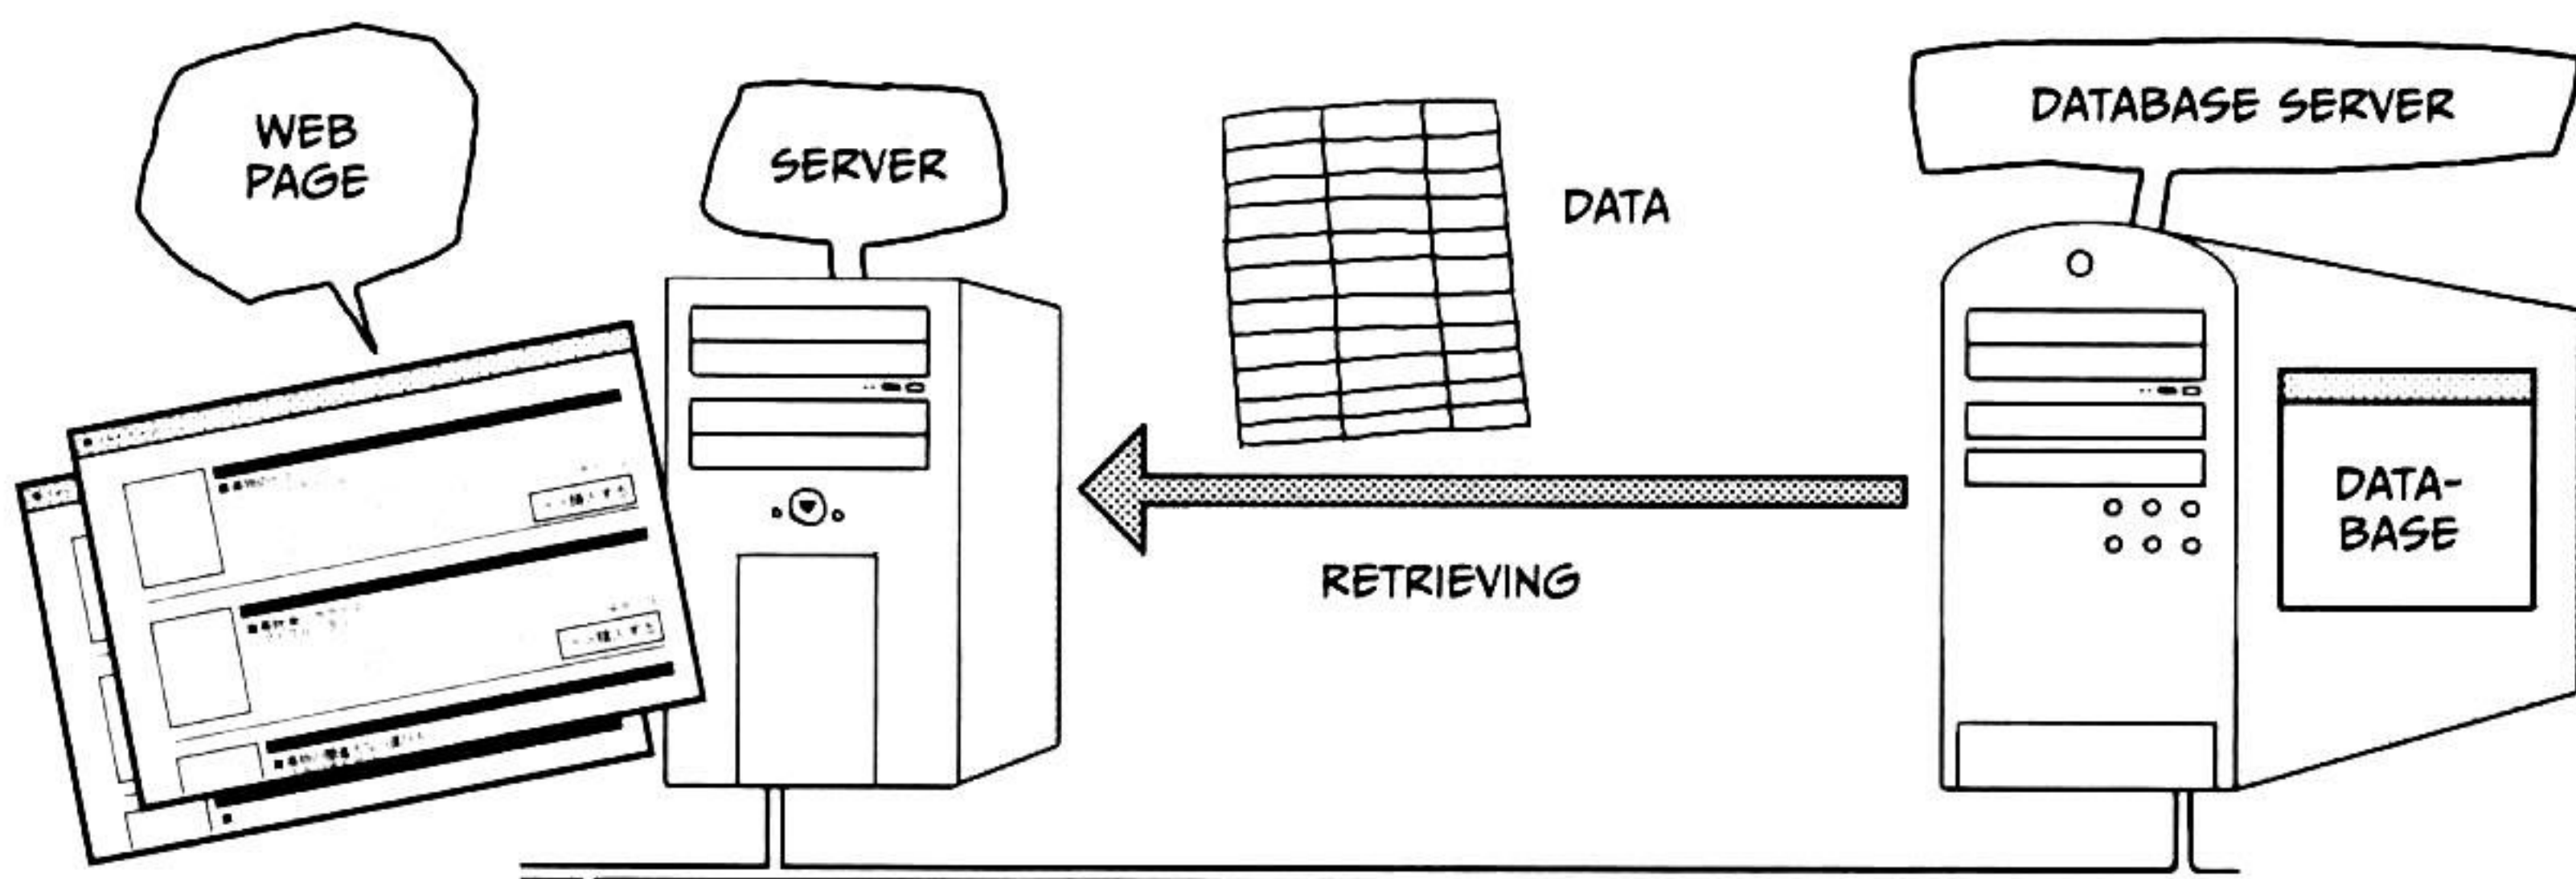 WEB
PAGE
SERVER
DATA
DATABASE SERVER
DATA-
BASE
RETRIEVING